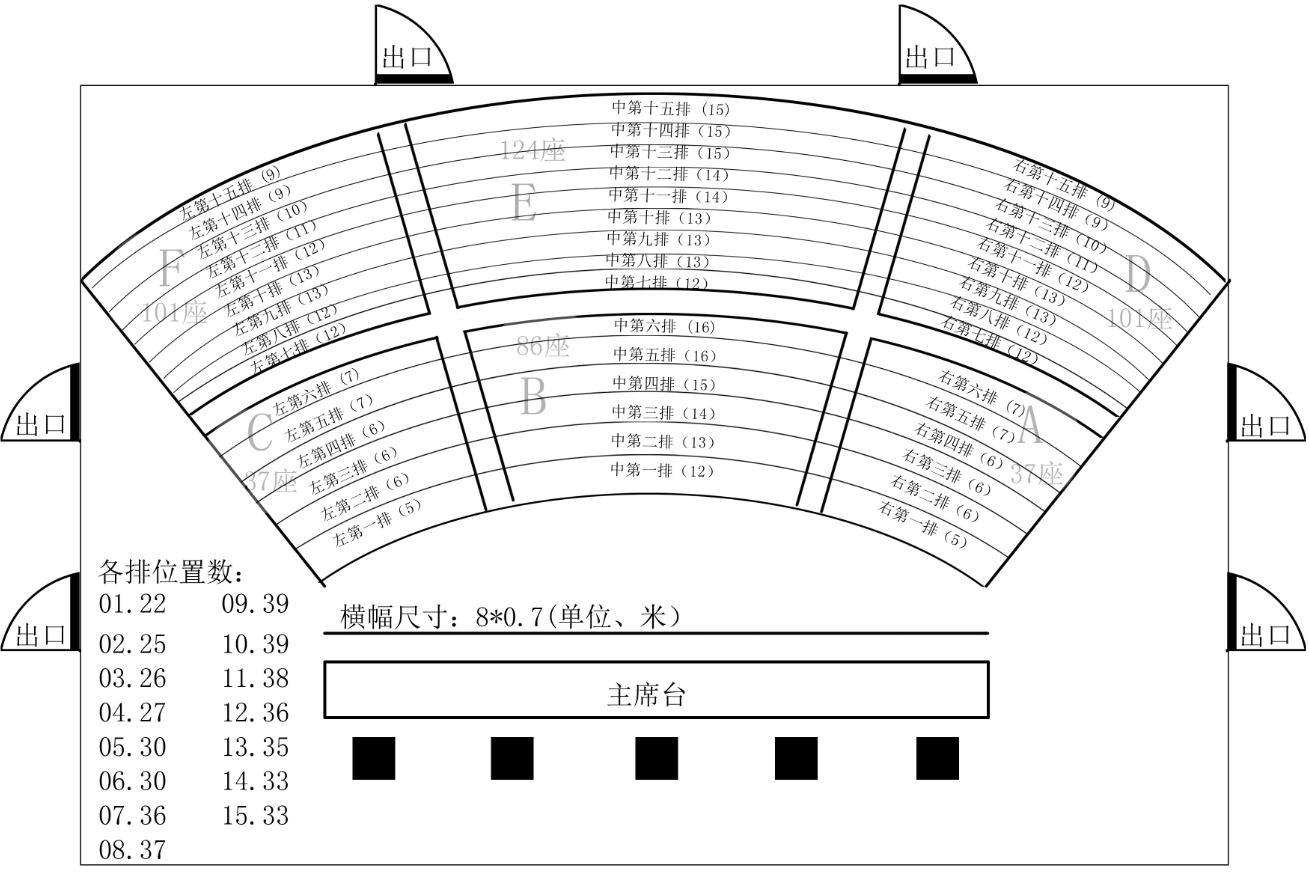 出口
出口
中第十五排 (15)
中第十四排（15）
中第十三排（15）
中第十二排（14）
中第十一排（14）
中第十排（13）
中第九排（13）
中第八排（13）
中第七排（12）
124座
E
左第十五排（9）
左第十四排（9）
左第十三排（10）
左第十二排（11）
左第十一排（12）
左第十排（13）
左第九排（13）
左第八排（12）
左第七排（12）
F
101座
右第十五排（9）
右第十四排（9）
右第十三排（10）
右第十二排（11）
右第十一排（12）
右第十排（13）
右第九排（13）
右第八排（12）
右第七排（12）
D
101座
中第六排（16）
中第五排（16）
中第四排（15）
中第三排（14）
中第二排（13）
中第一排（12）
86座
B
左第六排（7）
左第五排（7）
左第四排（6）
左第三排（6）
左第二排（6）
左第一排（5）
C
37座
右第六排（7）
右第五排（7）
右第四排（6）
右第三排（6）
右第二排（6）
右第一排（5）
A
37座
出口
出口
出口
出口
各排位置数：
01.22 09.39
02.25 10.39
03.26 11.38
04.27 12.36
05.30 13.35
06.30 14.33
07.36 15.33
08.37
横幅尺寸：8*0.7(单位、米）
主席台